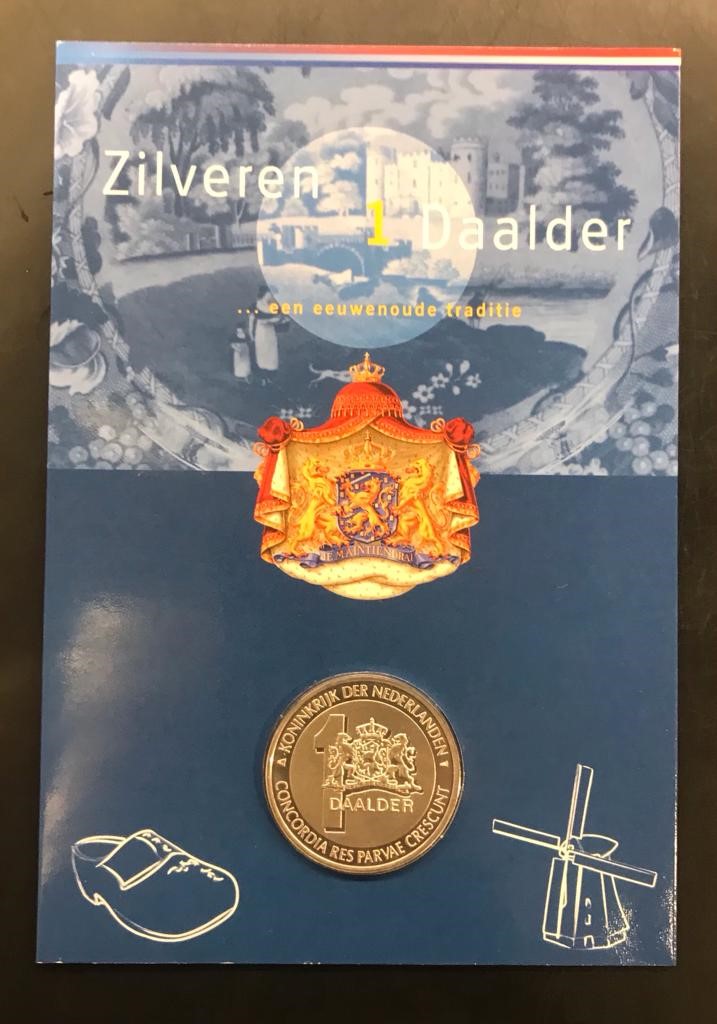 Zilveren
1 Daalder
... een eeuwenoude traditie
JE MAINTIENDRAI
KONINKRIJK DER NEDERLANDEN
1
DAALDER
CONCORDIA RES PARVAE CRESCUNT